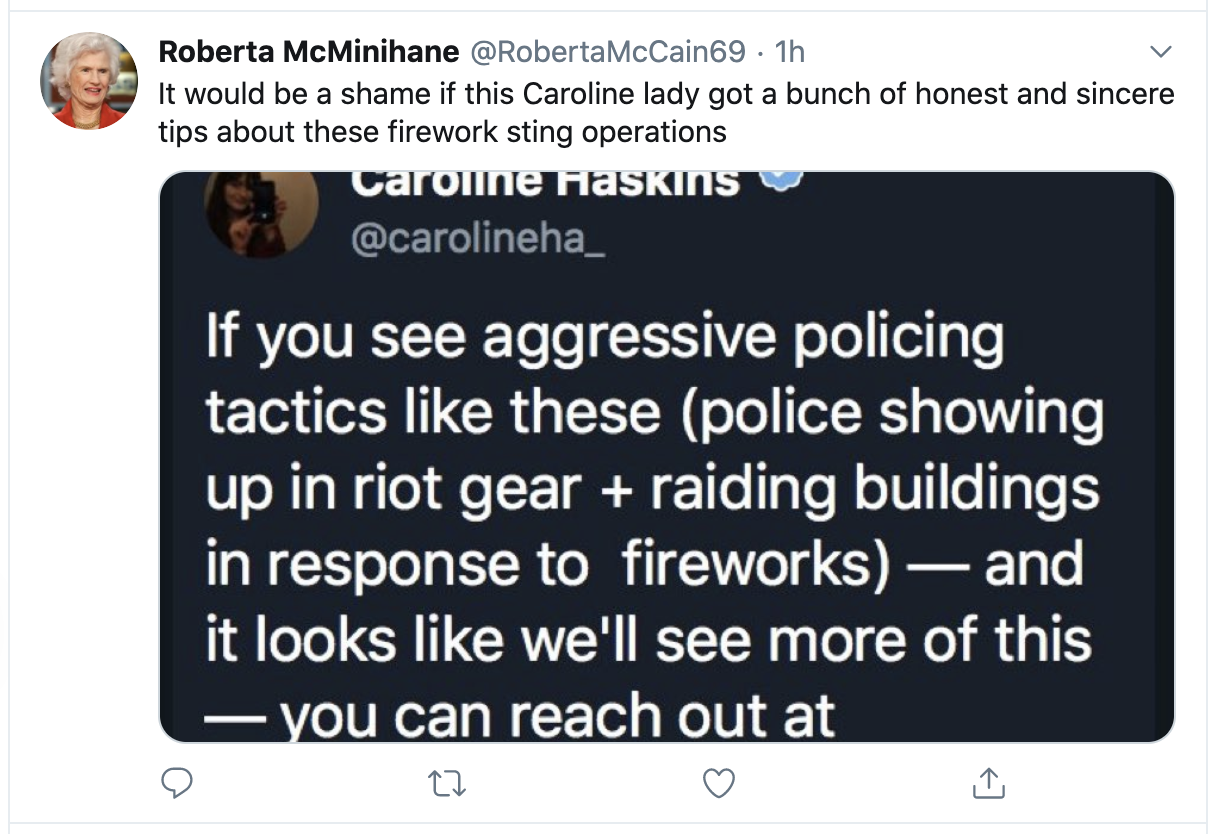 Roberta McMinihane @RobertaMcCain69 · 1h
It would be a shame if this Caroline lady got a bunch of honest and sincere
tips about these firework sting operations
Caroline Haskins
@carolineha_
If you see aggressive policing
tactics like these (police showing
up in riot gear + raiding buildings
in response to  fireworks) — and
it looks like we'll see more of this
— you can reach out at